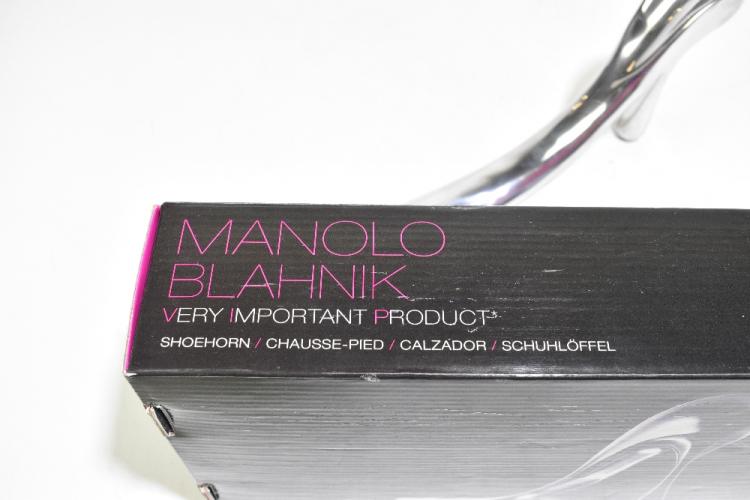 MANOLO
BLAHNIK
VERY IMPORTANT PRODUCT*
SHOEHORN / CHAUSSE-PIED / CALZADOR / SCHUHLÖFFEL